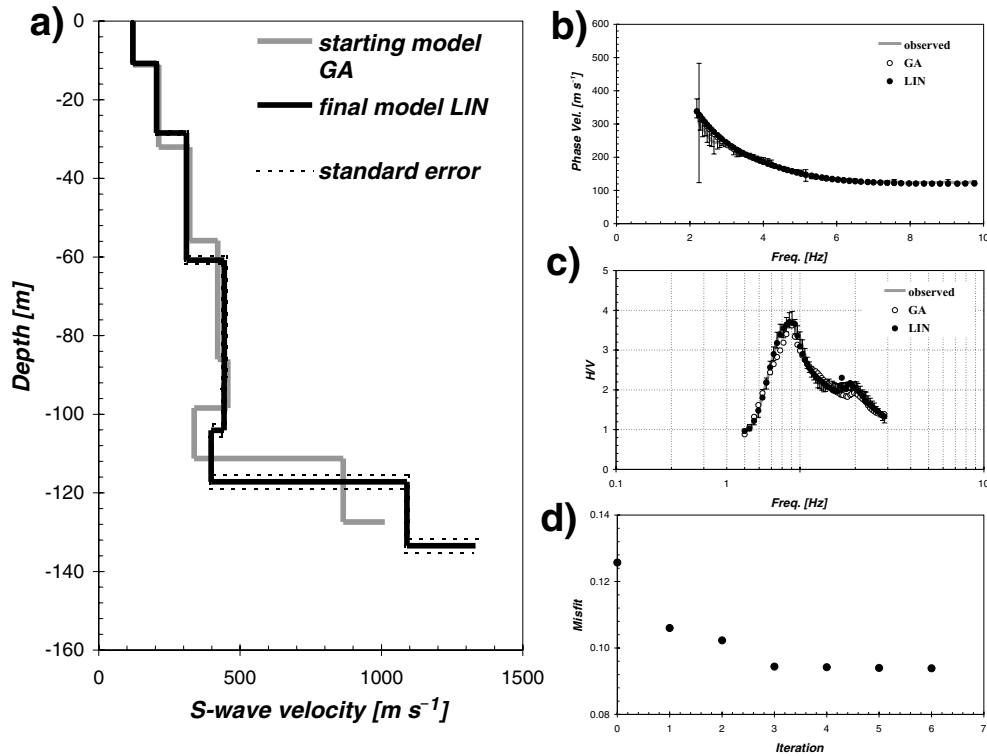 a)
0
-20
-40
-60
-80
-100
-120
-140
-160
Depth [m]
0
500
1000
1500
S-wave velocity [m s⁻¹]
starting model
GA
final model LIN
standard error
b)
600
500
400
300
200
100
0
Phase Vel. [m s⁻¹]
0
2
4
6
8
10
Freq. [Hz]
observed
GA
LIN
c)
5
4
3
2
1
0
H/V
0.1
1
1
10
Freq. [Hz]
observed
GA
LIN
d)
0.14
0.12
0.10
0.08
Misfit
0
1
2
3
4
5
6
7
Iteration